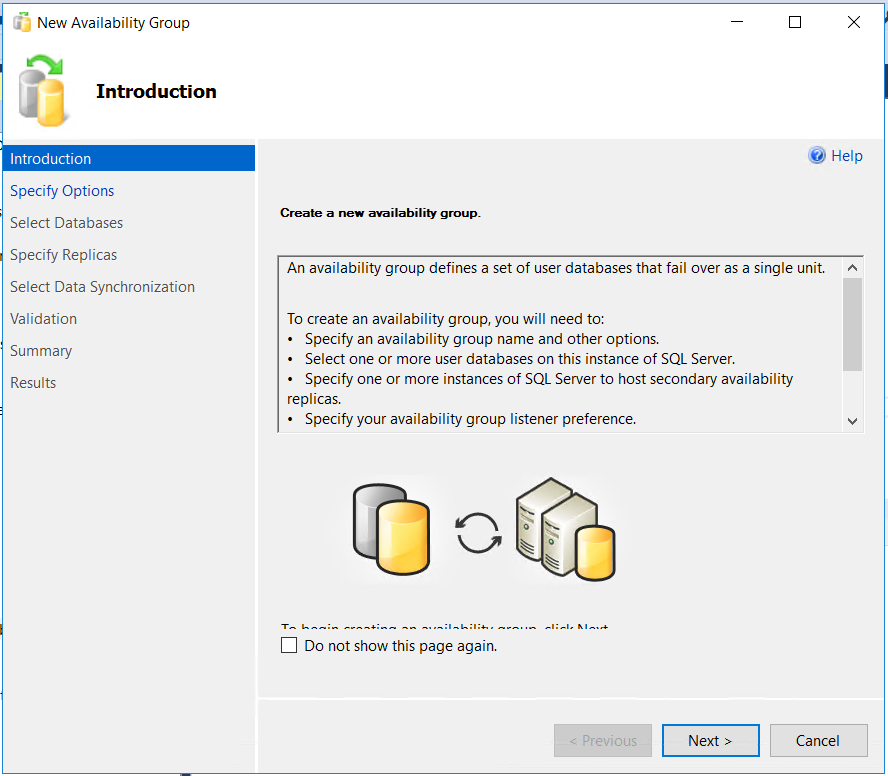 New Availability Group
Introduction
Introduction
Specify Options
Select Databases
Specify Replicas
Select Data Synchronization
Validation
Summary
Results
Help
Create a new availability group.
An availability group defines a set of user databases that fail over as a single unit.
To create an availability group, you will need to:
• Specify an availability group name and other options.
• Select one or more user databases on this instance of SQL Server.
• Specify one or more instances of SQL Server to host secondary availability
replicas.
• Specify your availability group listener preference.
To begin creating an availability group, click Next.
Do not show this page again.
< Previous
Next >
Cancel